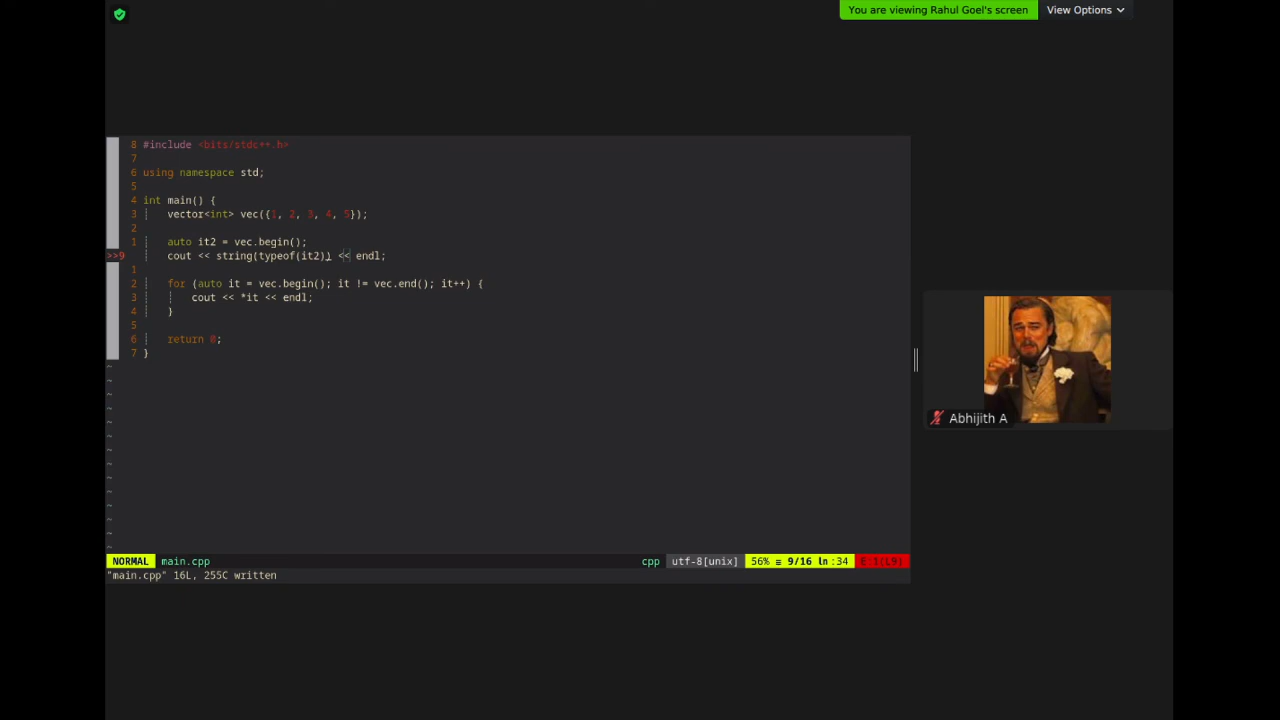 You are viewing Rahul Goel's screen View Options
8 #include <bits/stdc++.h>
7
6 using namespace std;
5
4 int main() {
3 vector<int> vec({1, 2, 3, 4, 5});
2
1 auto it2 = vec.begin();
>>9 cout << string(typeof(it2)) << endl;
1
2 for (auto it = vec.begin(); it != vec.end(); it++) {
3 cout << *it << endl;
4 }
5
6 return 0;
7 }
~
~
~
~
~
~
~
~
~
~
~
~
~
~
Abhijith A
NORMAL main.cpp cpp utf-8[unix] 56% ≡ 9/16 ln :34 E:1(L9)
"main.cpp" 16L, 255C written